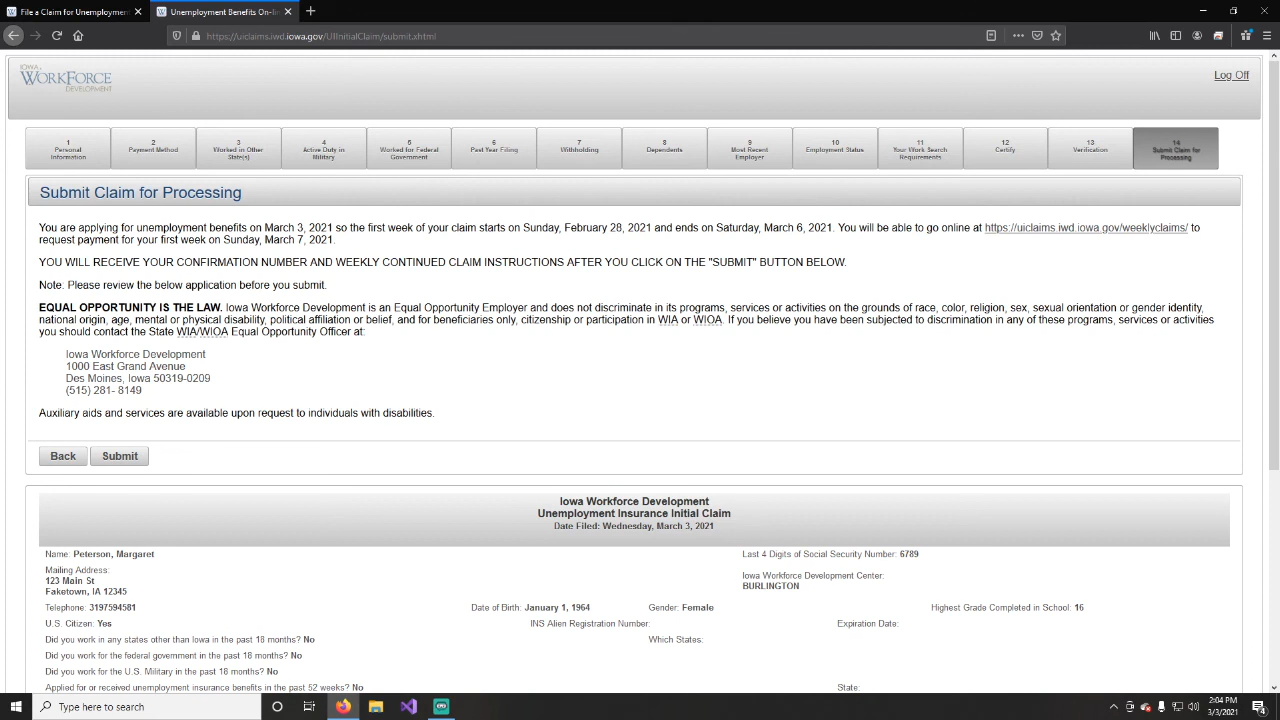 File a Claim for Unemployment
Unemployment Benefits On-li
https://uiclaims.iwd.iowa.gov/UIInitialClaim/submit.xhtml
IOWA
WORKFORCE
DEVELOPMENT
Log Off
1 Personal Information
2 Payment Method
3 Worked in Other State(s)
4 Active Duty in Military
5 Worked for Federal Government
6 Past Year Filing
7 Withholding
8 Dependents
9 Most Recent Employer
10 Employment Status
11 Your Work Search Requirements
12 Certify
13 Verification
14 Submit Claim for Processing
Submit Claim for Processing
You are applying for unemployment benefits on March 3, 2021 so the first week of your claim starts on Sunday, February 28, 2021 and ends on Saturday, March 6, 2021. You will be able to go online at https://uiclaims.iwd.iowa.gov/weeklyclaims/ to
request payment for your first week on Sunday, March 7, 2021.
YOU WILL RECEIVE YOUR CONFIRMATION NUMBER AND WEEKLY CONTINUED CLAIM INSTRUCTIONS AFTER YOU CLICK ON THE "SUBMIT" BUTTON BELOW.
Note: Please review the below application before you submit.
EQUAL OPPORTUNITY IS THE LAW. Iowa Workforce Development is an Equal Opportunity Employer and does not discriminate in its programs, services or activities on the grounds of race, color, religion, sex, sexual orientation or gender identity,
national origin, age, mental or physical disability, political affiliation or belief, and for beneficiaries only, citizenship or participation in WIA or WIOA. If you believe you have been subjected to discrimination in any of these programs, services or activities
you should contact the State WIA/WIOA Equal Opportunity Officer at:
Iowa Workforce Development
1000 East Grand Avenue
Des Moines, Iowa 50319-0209
(515) 281- 8149
Auxiliary aids and services are available upon request to individuals with disabilities.
Back Submit
Iowa Workforce Development
Unemployment Insurance Initial Claim
Date Filed: Wednesday, March 3, 2021
Name: Peterson, Margaret Last 4 Digits of Social Security Number: 6789
Mailing Address:
123 Main St
Faketown, IA 12345
Iowa Workforce Development Center:
BURLINGTON
Telephone: 3197594581 Date of Birth: January 1, 1964 Gender: Female Highest Grade Completed in School: 16
U.S. Citizen: Yes INS Alien Registration Number: Expiration Date:
Did you work in any states other than Iowa in the past 18 months? No Which States:
Did you work for the federal government in the past 18 months? No
Did you work for the U.S. Military in the past 18 months? No
Applied for or received unemployment insurance benefits in the past 52 weeks? No State:
Type here to search
2:04 PM
3/3/2021
4